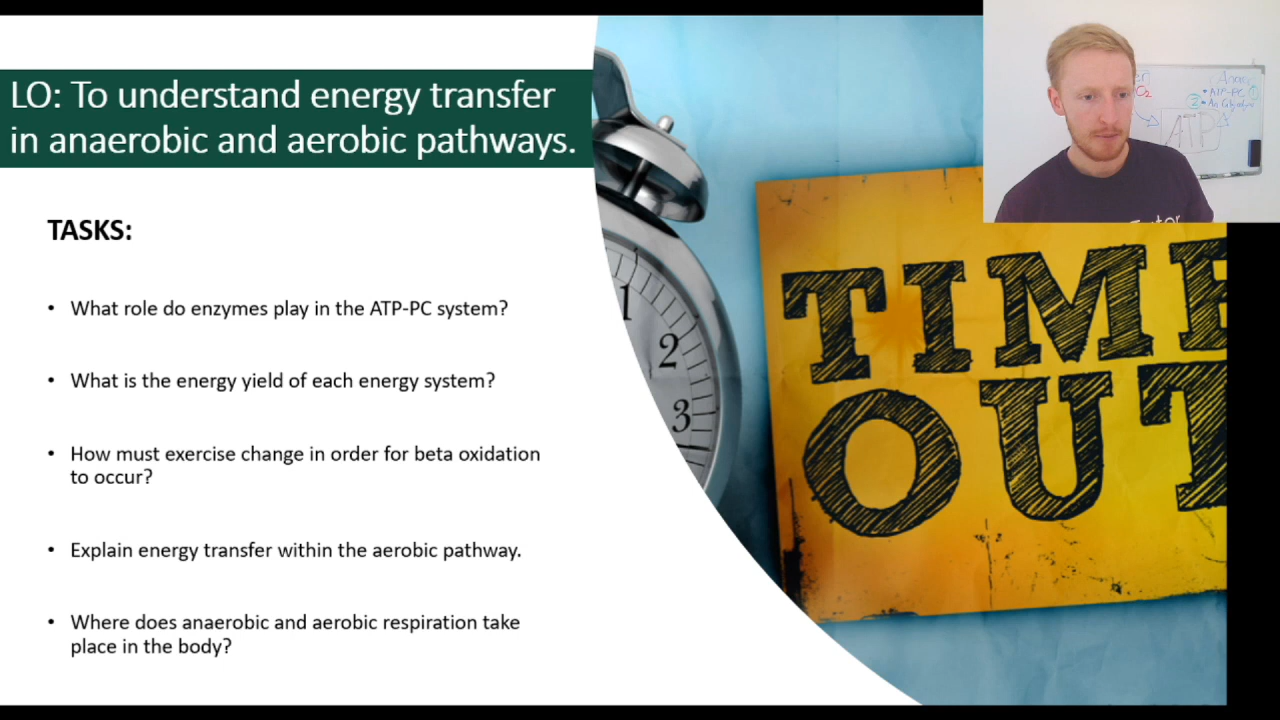 LO: To understand energy transfer
in anaerobic and aerobic pathways.
TASKS:
• What role do enzymes play in the ATP-PC system?
• What is the energy yield of each energy system?
• How must exercise change in order for beta oxidation
to occur?
• Explain energy transfer within the aerobic pathway.
• Where does anaerobic and aerobic respiration take
place in the body?
1
2
3
TIME
OUT
ATP-PC
ATP